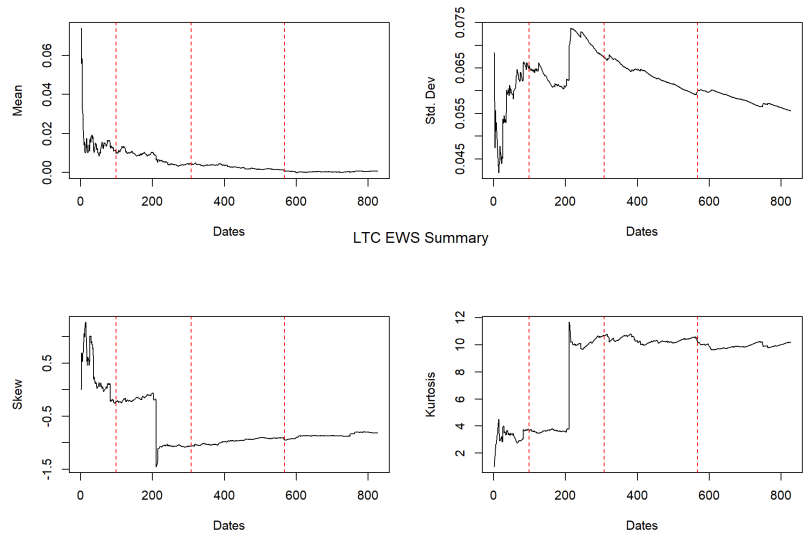 0.00 0.02 0.04 0.06
Mean
0 200 400 600 800
Dates
0.045 0.055 0.065 0.075
Std. Dev
0 200 400 600 800
Dates
LTC EWS Summary
-1.5 -0.5 0.5
Skew
0 200 400 600 800
Dates
2 4 6 8 10 12
Kurtosis
0 200 400 600 800
Dates